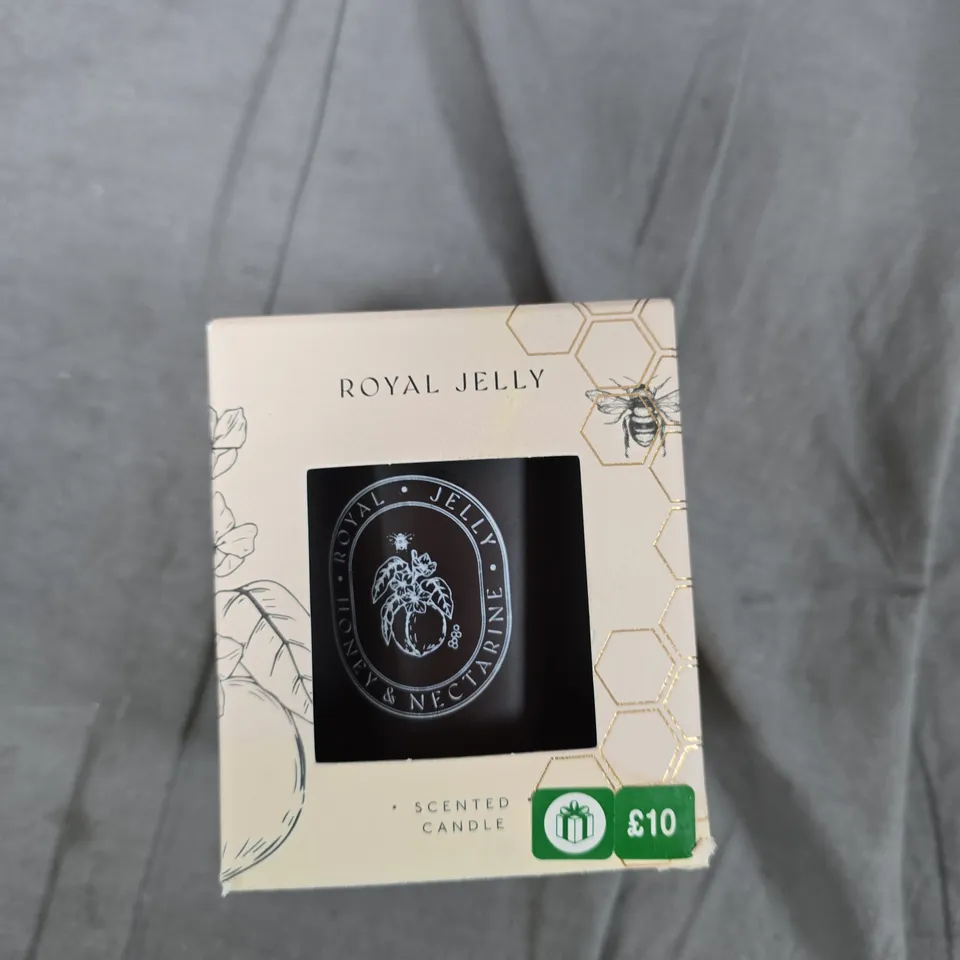 ROYAL JELLY
ROYAL • JELLY •
HONEY & NECTARINE •
• SCENTED •
CANDLE
£10